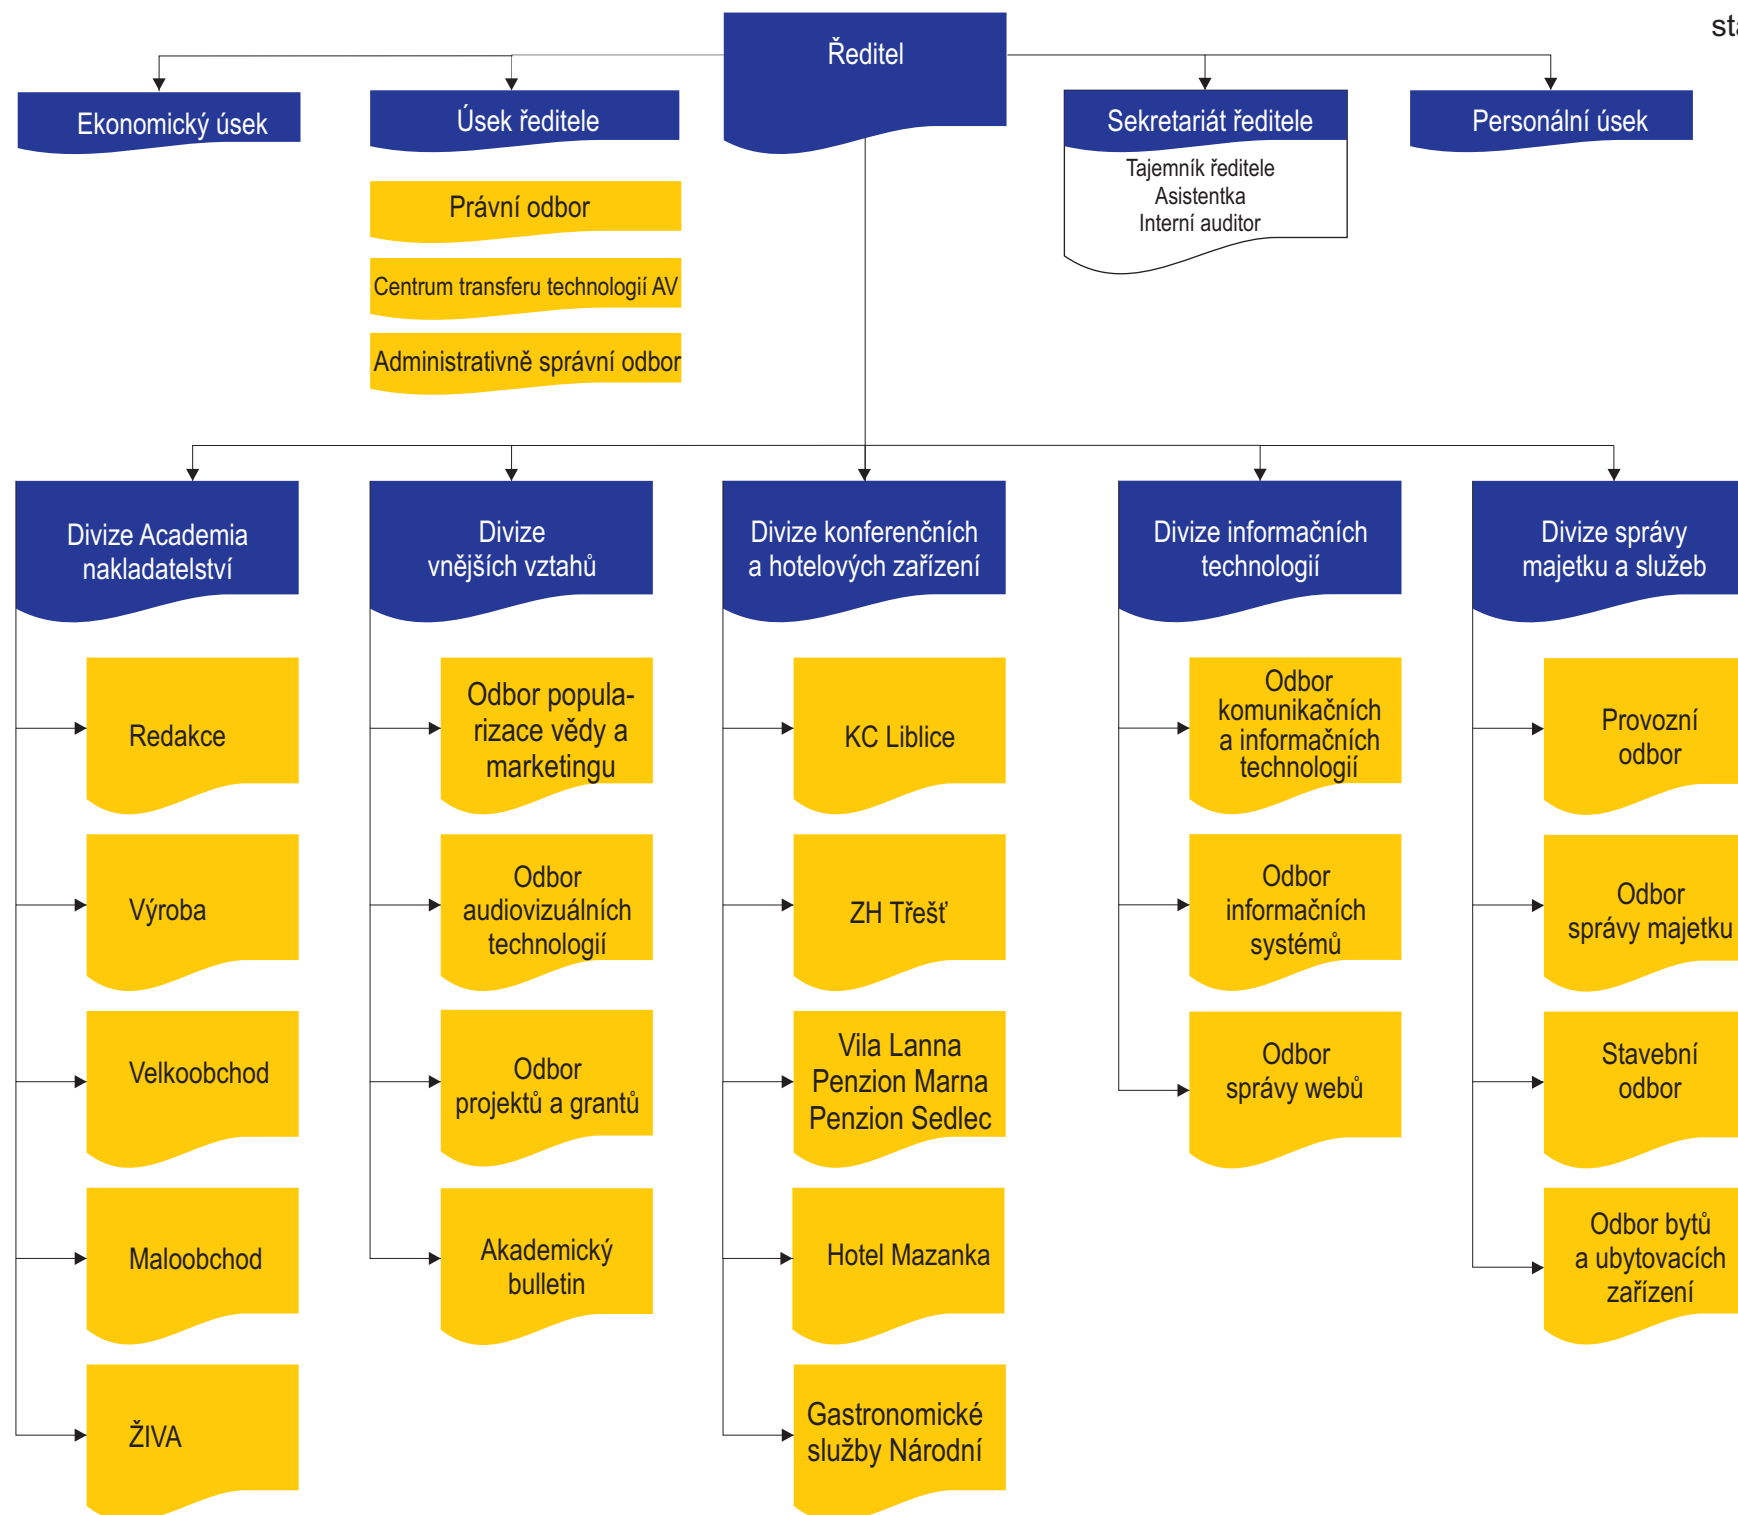 Ředitel
Ekonomický úsek
Úsek ředitele
Sekretariát ředitele
Personální úsek
Tajemník ředitele
Asistentka
Interní auditor
Právní odbor
Centrum transferu technologií AV
Administrativně správní odbor
Divize Academia
nakladatelství
Redakce
Výroba
Velkoobchod
Maloobchod
ŽIVA
Divize
vnějších vztahů
Odbor popula-
rizace vědy a
marketingu
Odbor
audiovizuálních
technologií
Odbor
projektů a grantů
Akademický
bulletin
Divize konferenčních
a hotelových zařízení
KC Liblice
ZH Třešť
Vila Lanna
Penzion Marna
Penzion Sedlec
Hotel Mazanka
Gastronomické
služby Národní
Divize informačních
technologií
Odbor
komunikačních
a informačních
technologií
Odbor
informačních
systémů
Odbor
správy webů
Divize správy
majetku a služeb
Provozní
odbor
Odbor
správy majetku
Stavební
odbor
Odbor bytů
a ubytovacích
zařízení